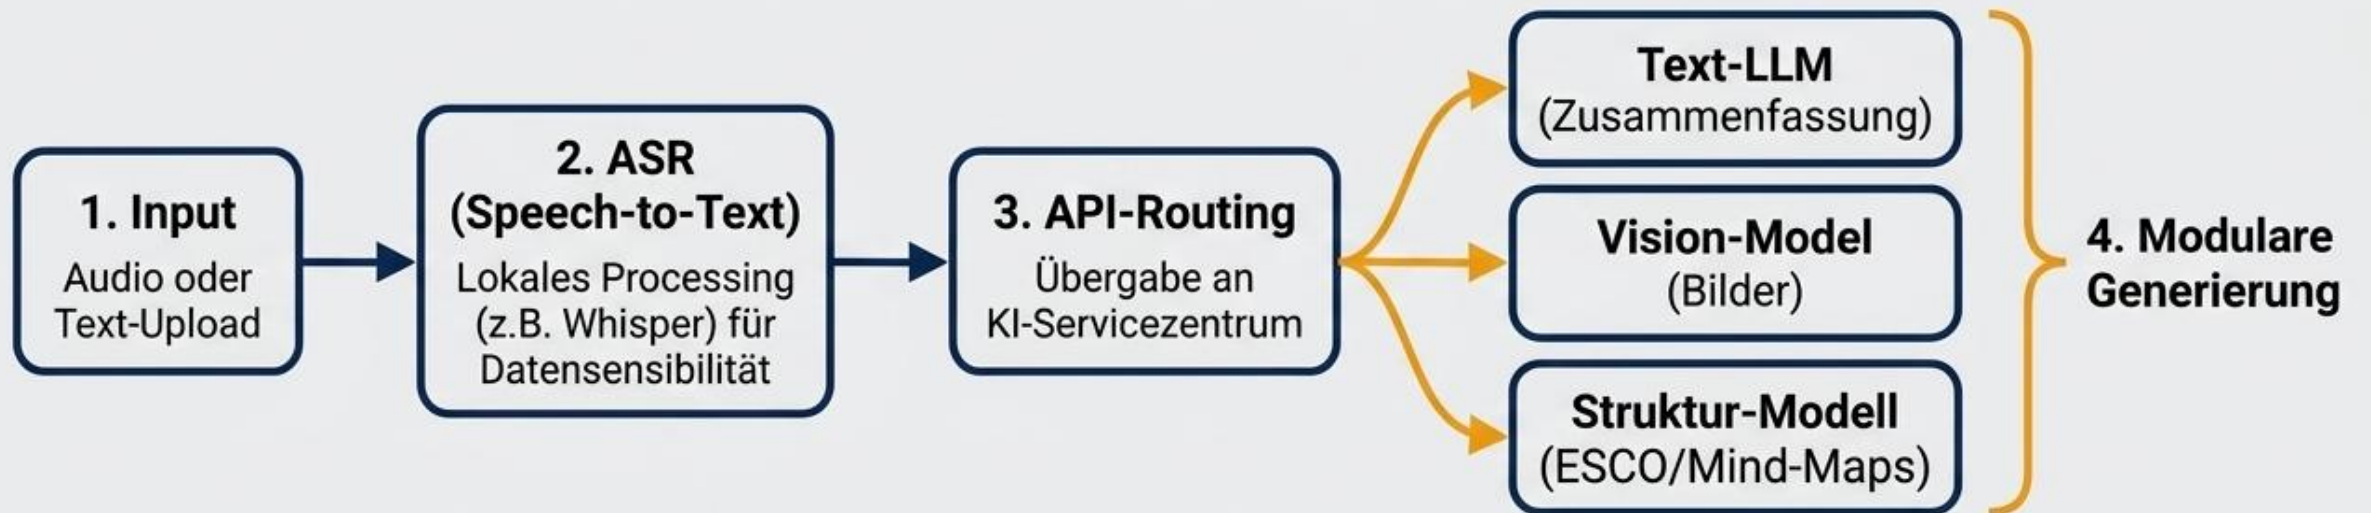 1. Input
Audio oder
Text-Upload
2. ASR
(Speech-to-Text)
Lokales Processing
(z.B. Whisper) für
Datensensibilität
3. API-Routing
Übergabe an
KI-Servicezentrum
Text-LLM
(Zusammenfassung)
Vision-Model
(Bilder)
Struktur-Modell
(ESCO/Mind-Maps)
4. Modulare
Generierung